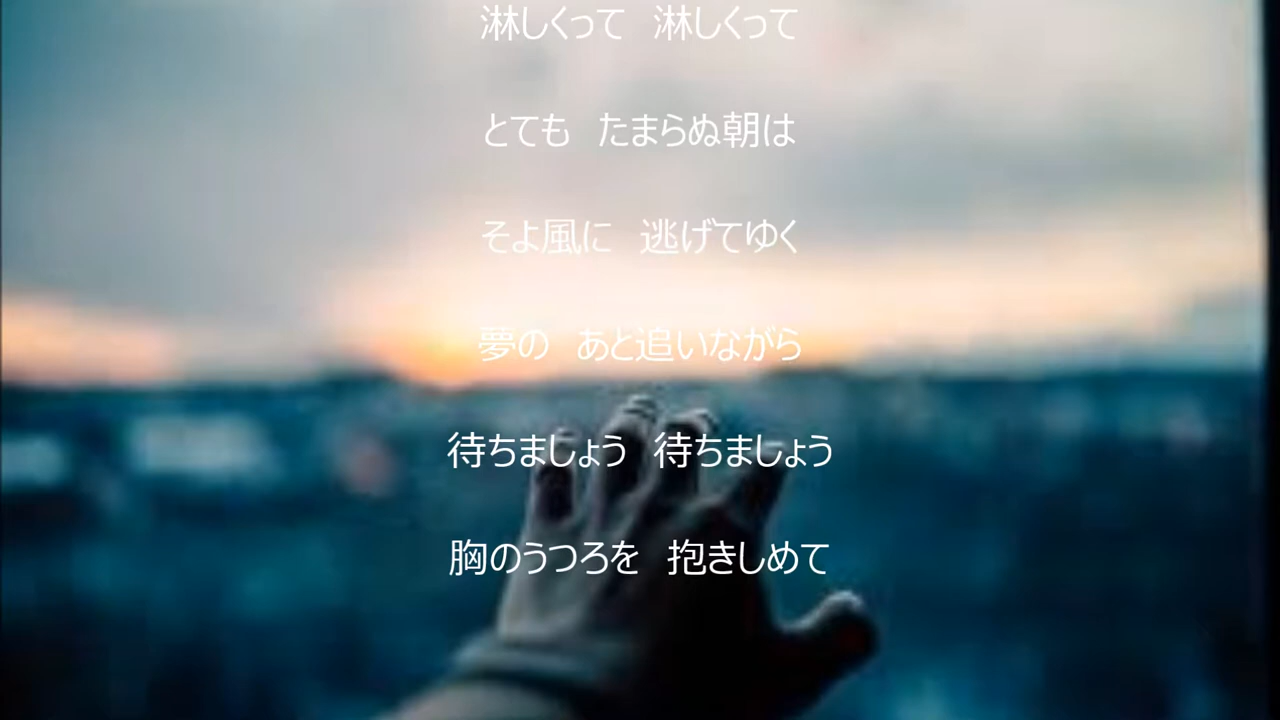 淋しくって　淋しくって
とても　たまらぬ朝は
そよ風に　逃げてゆく
夢の　あと追いながら
待ちましょう　待ちましょう
胸のうつろを　抱きしめて